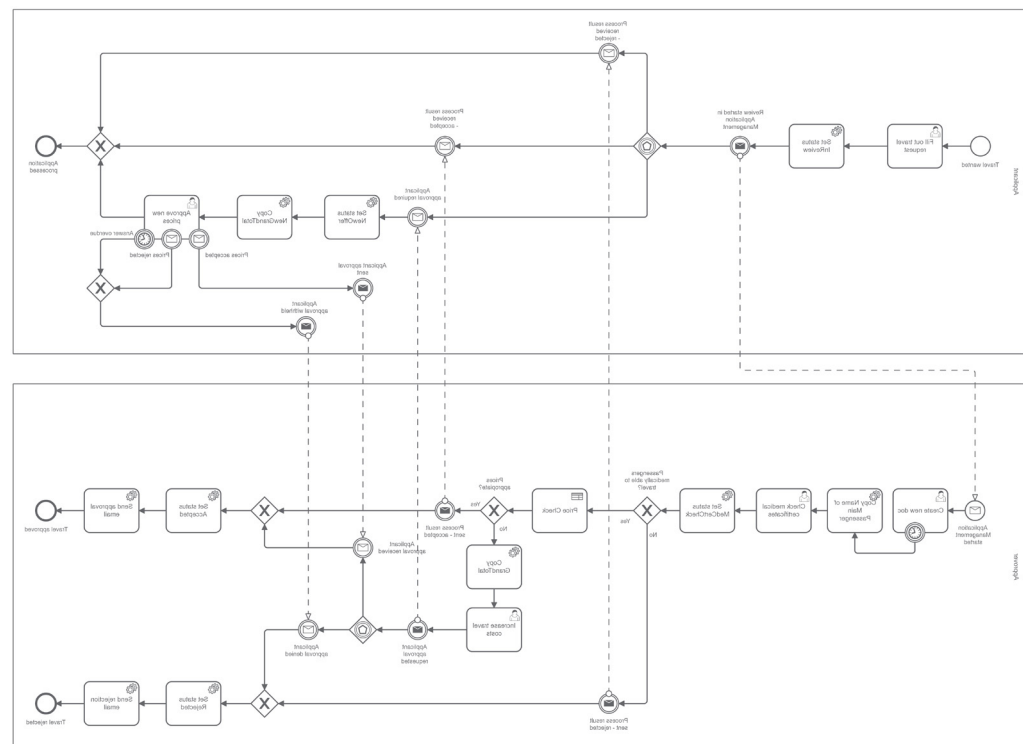 Applicant
Travel wanted
Fill out travel
request
Set status
InReview
Review started in
Application
Management
Process result
received
- rejected
Process result
received
- accepted
Applicant
approval required
Set status
NewOffer
Copy
NewGrandTotal
Approve new
prices
Prices accepted
Prices rejected
Answer overdue
Applicant approval
sent
Applicant
approval withheld
Application
processed
Approver
Application
Management
started
Create new doc
Copy Name of
Main
Passenger
Check medical
certificates
Set status
MedCertCheck
Passengers
medically able to
travel?
Yes
No
Price Check
Prices
appropiate?
Yes
No
Process result
sent - accepted
Copy
GrandTotal
Increase travel
costs
Applicant
approval
requested
Applicant
approval received
Applicant
approval denied
Set status
Accepted
Send approval
email
Travel approved
Process result
sent - rejected
Set status
Rejected
Send rejection
email
Travel rejected